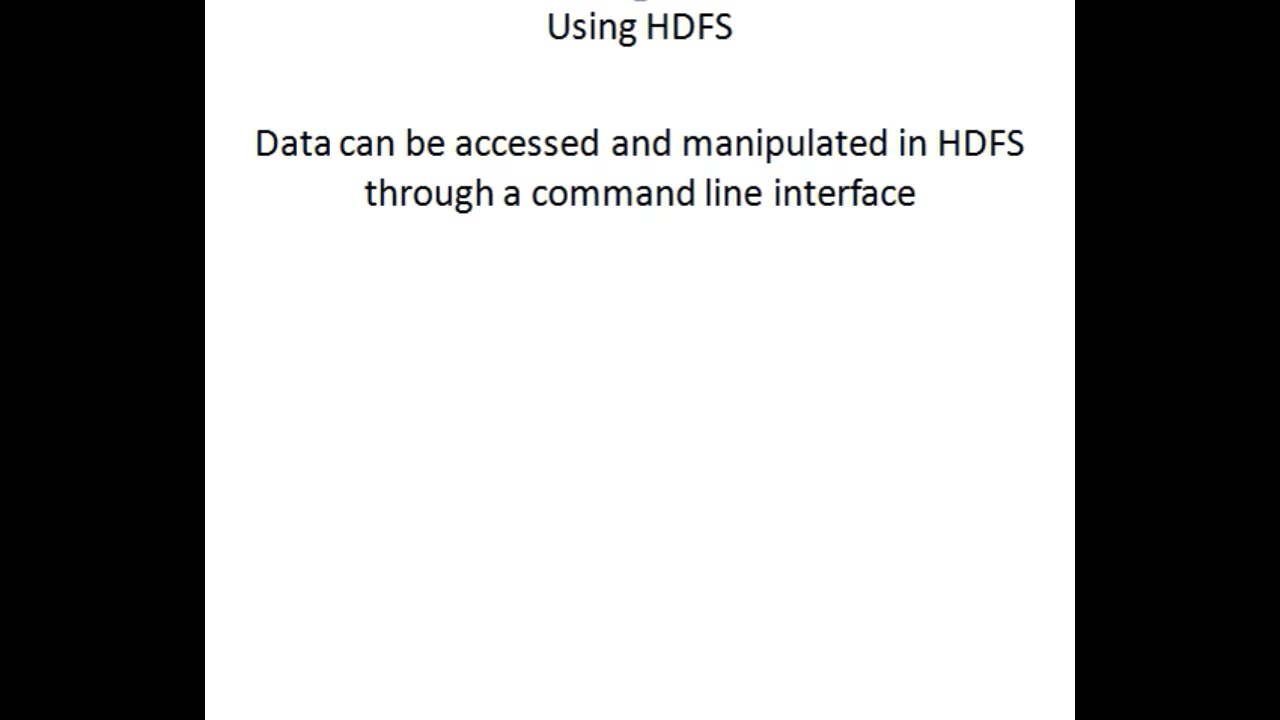 Using HDFS
Data can be accessed and manipulated in HDFS
through a command line interface